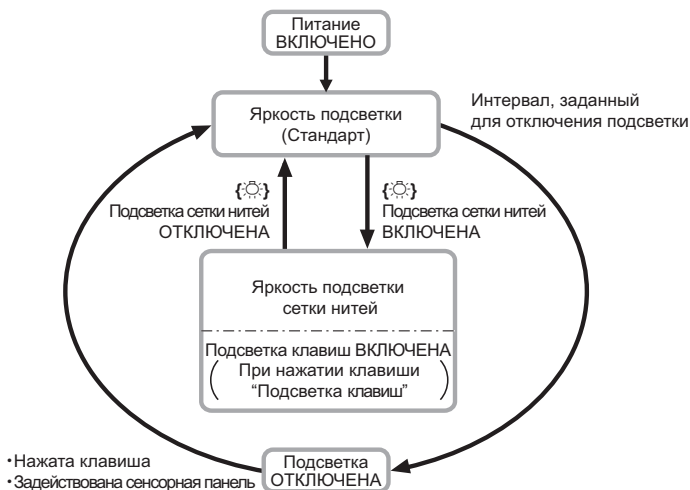 Питание
ВКЛЮЧЕНО
Яркость подсветки
(Стандарт)
Интервал, заданный
для отключения подсветки
{ }
Подсветка сетки нитей
ОТКЛЮЧЕНА
{ }
Подсветка сетки нитей
ВКЛЮЧЕНА
Яркость подсветки
сетки нитей
Подсветка клавиш ВКЛЮЧЕНА
( При нажатии клавиши
“Подсветка клавиш” )
•Нажата клавиша
•Задействована сенсорная панель
Подсветка
ОТКЛЮЧЕНА